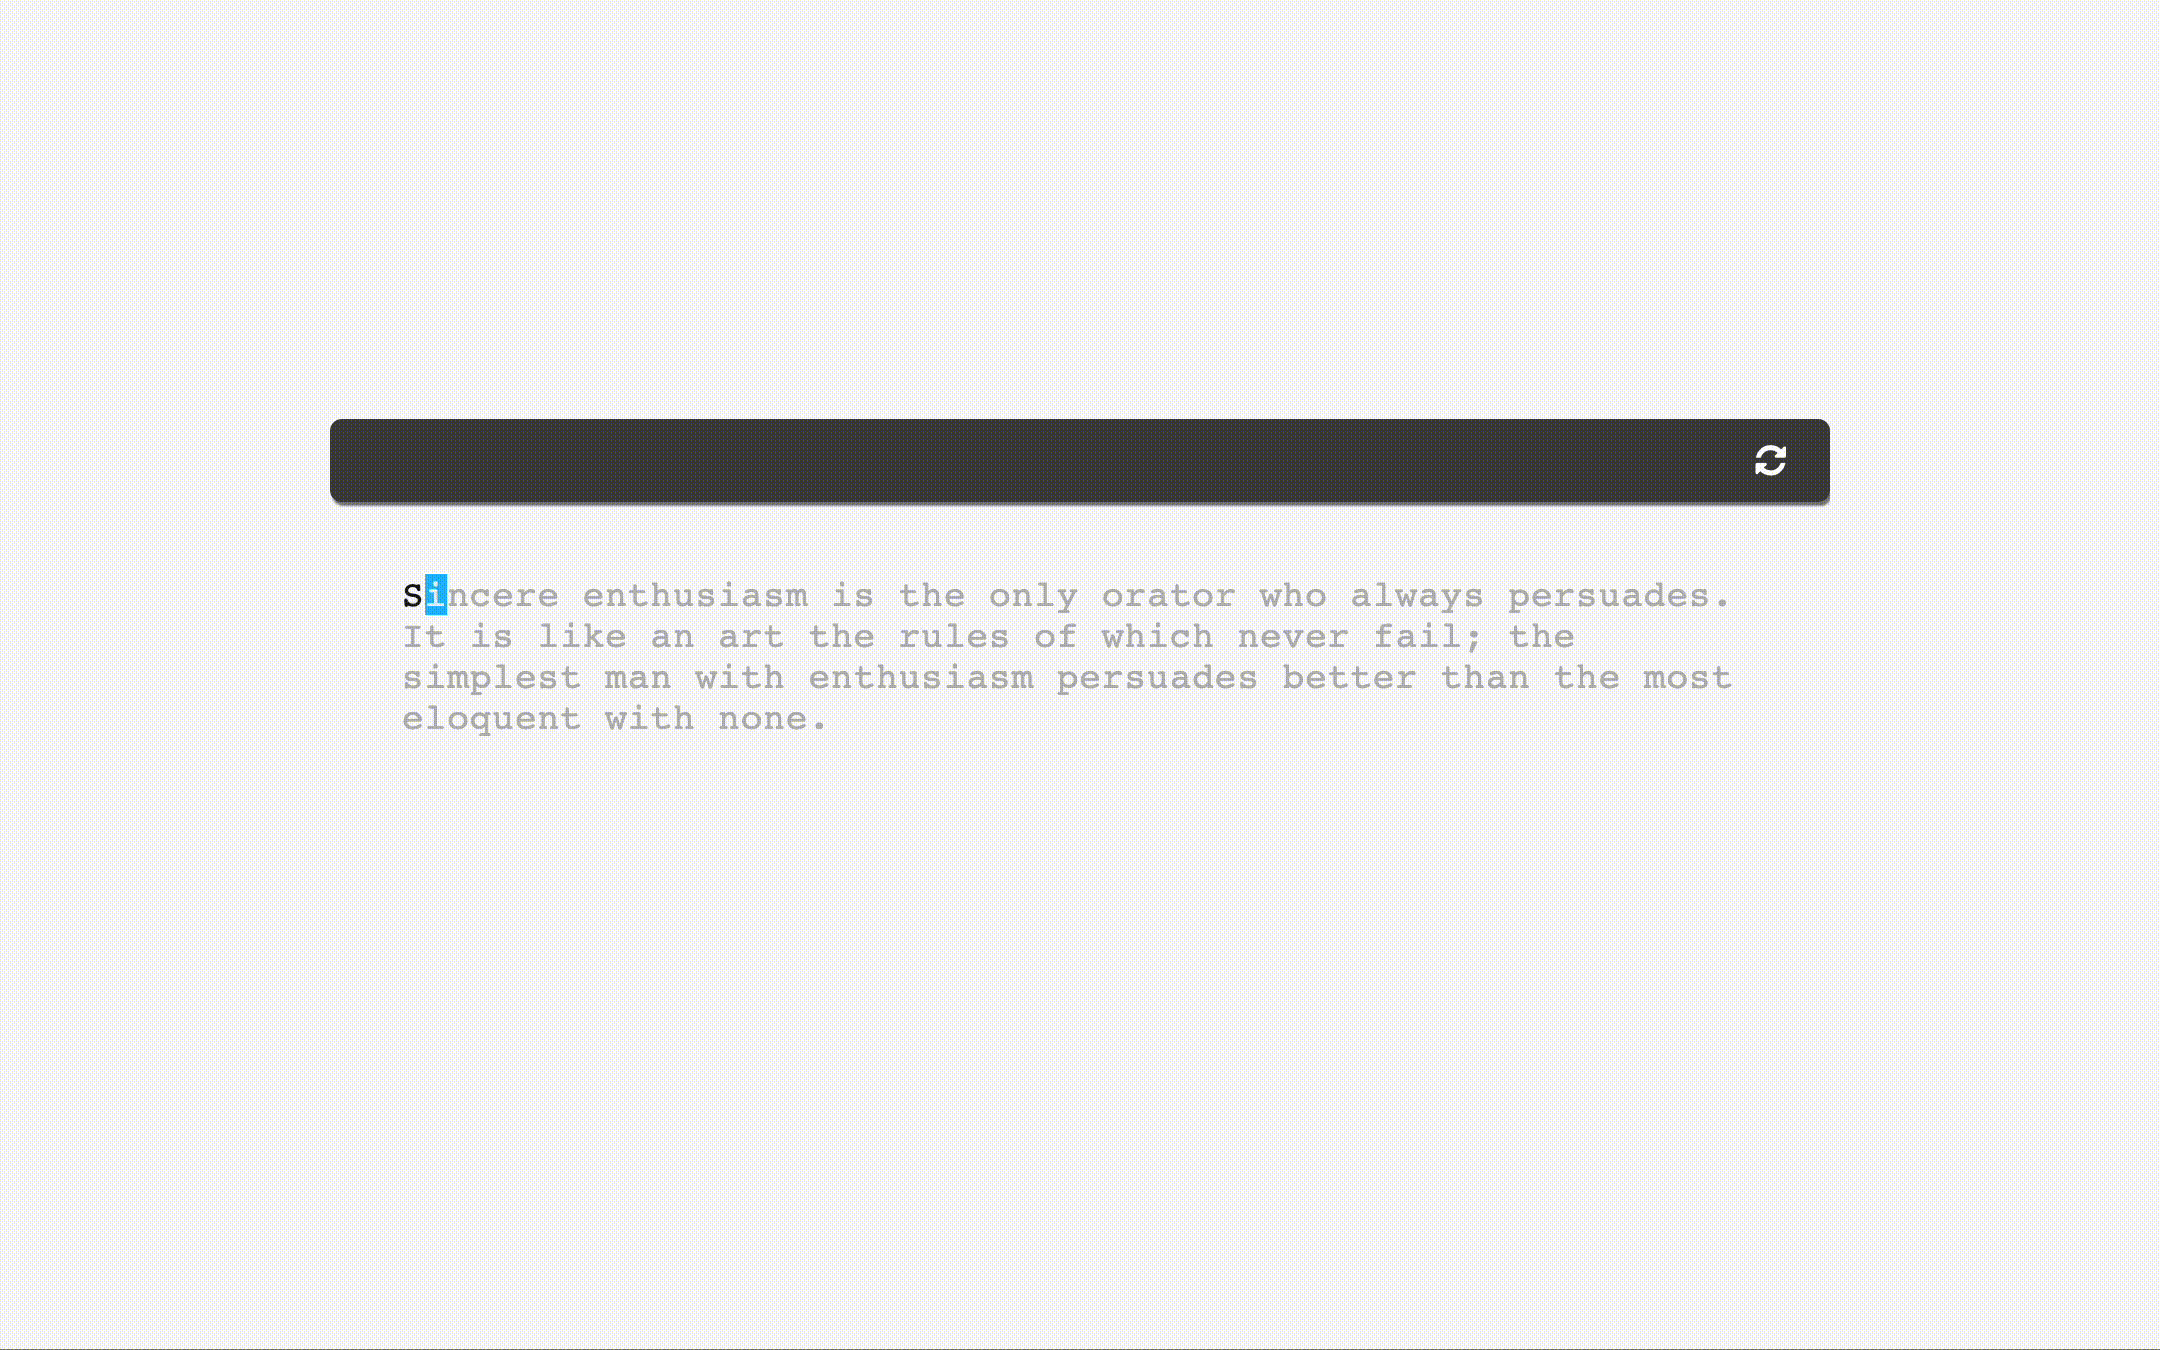 Sincere enthusiasm is the only orator who always persuades.
It is like an art the rules of which never fail; the
simplest man with enthusiasm persuades better than the most
eloquent with none.